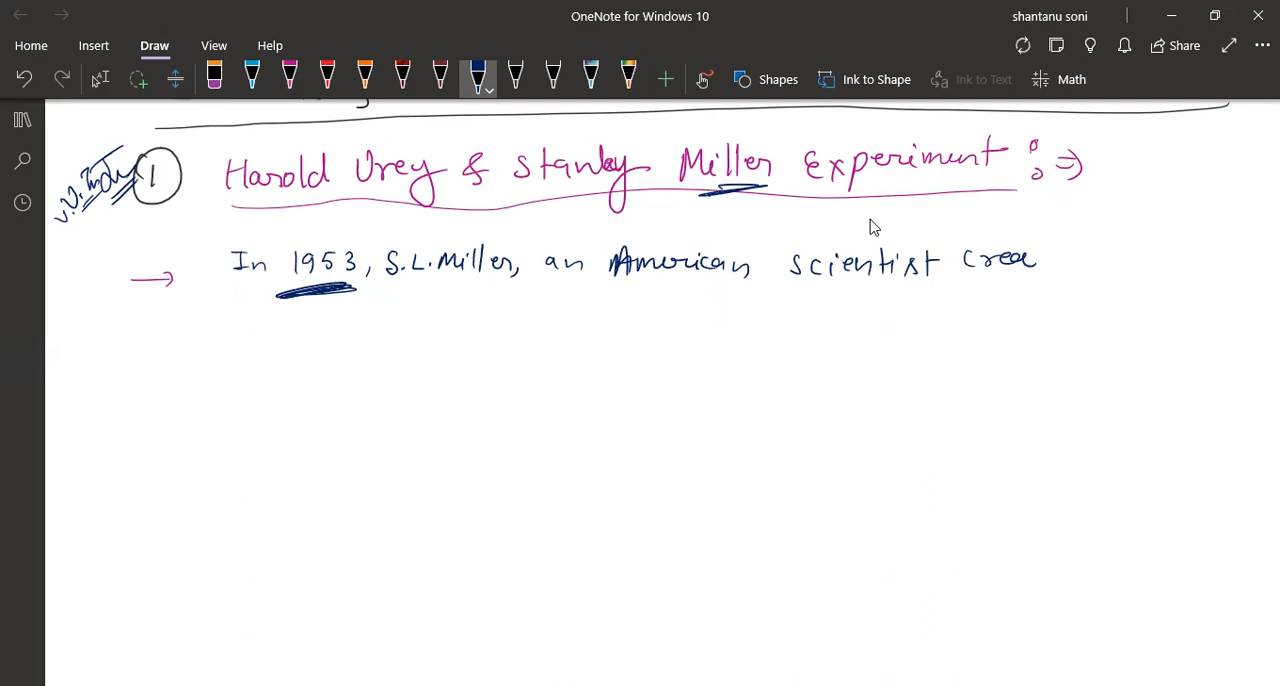 OneNote for Windows 10
shantanu soni
Home Insert Draw View Help
Share
Shapes Ink to Shape Ink to Text Math
1 Harold Urey & Stanley Miller Experiment :⇒
→ In 1953, S.L. Miller, an American scientist crea